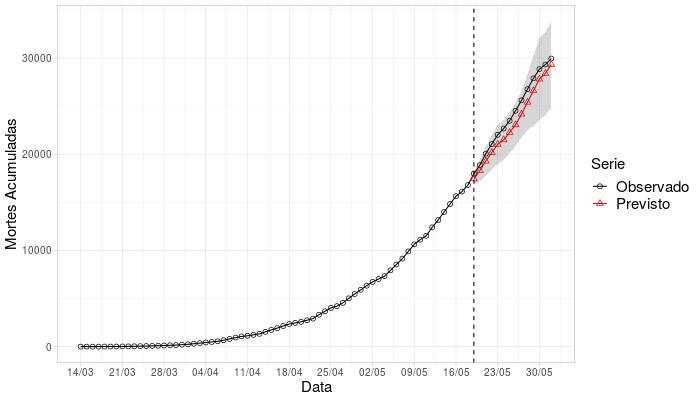 30000
20000
10000
0
Mortes Acumuladas
14/03 21/03 28/03 04/04 11/04 18/04 25/04 02/05 09/05 16/05 23/05 30/05
Data
Serie
Observado
Previsto